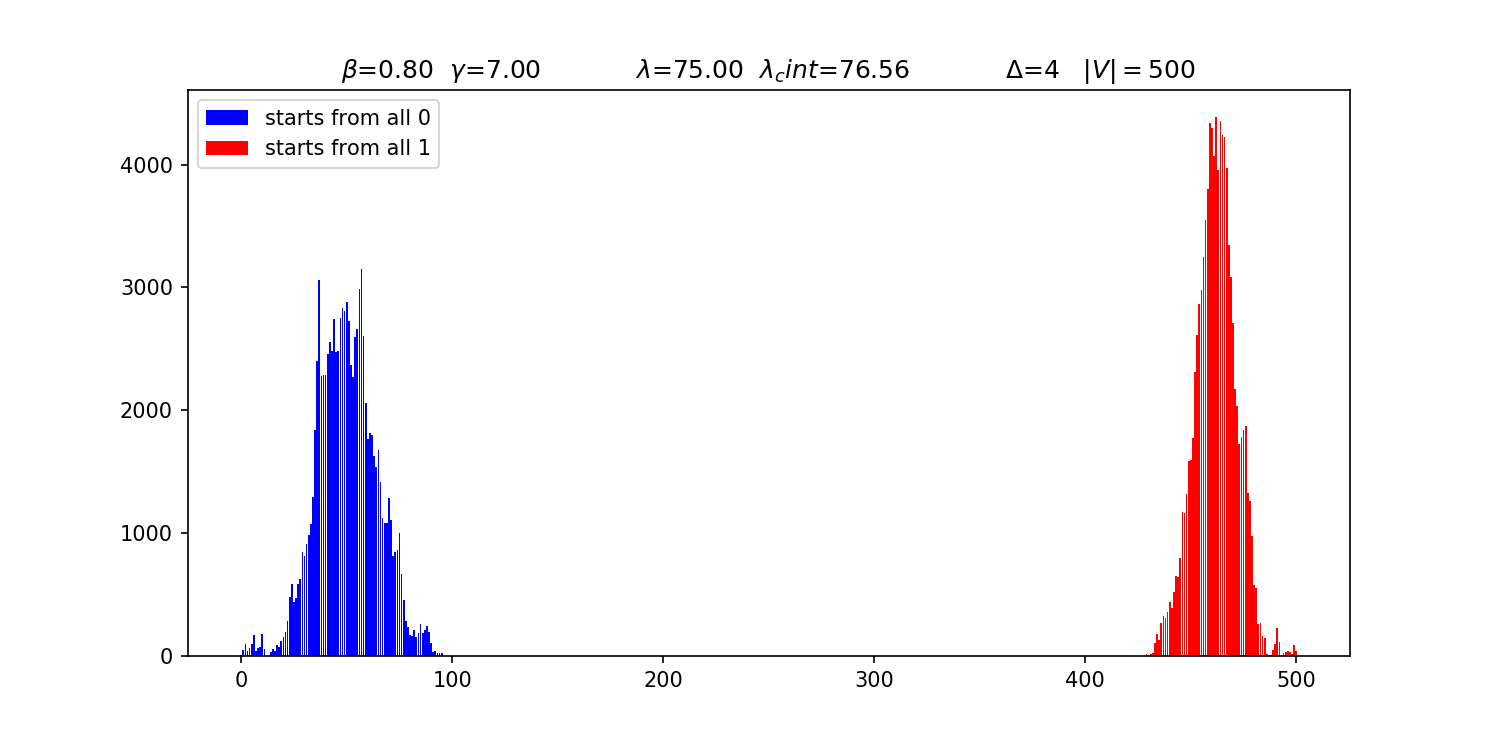 β=0.80 γ=7.00 λ=75.00 λ_cint=76.56 Δ=4 |V| = 500
starts from all 0
starts from all 1
4000
3000
2000
1000
0
0 100 200 300 400 500